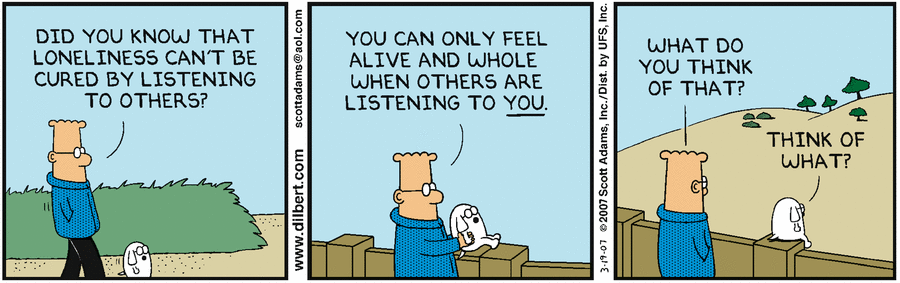 DID YOU KNOW THAT
LONELINESS CAN'T BE
CURED BY LISTENING
TO OTHERS?
www.dilbert.com scottadams@aol.com
YOU CAN ONLY FEEL
ALIVE AND WHOLE
WHEN OTHERS ARE
LISTENING TO YOU.
3-19-07 ©2007 Scott Adams, Inc./Dist. by UFS, Inc.
WHAT DO
YOU THINK
OF THAT?
THINK OF
WHAT?